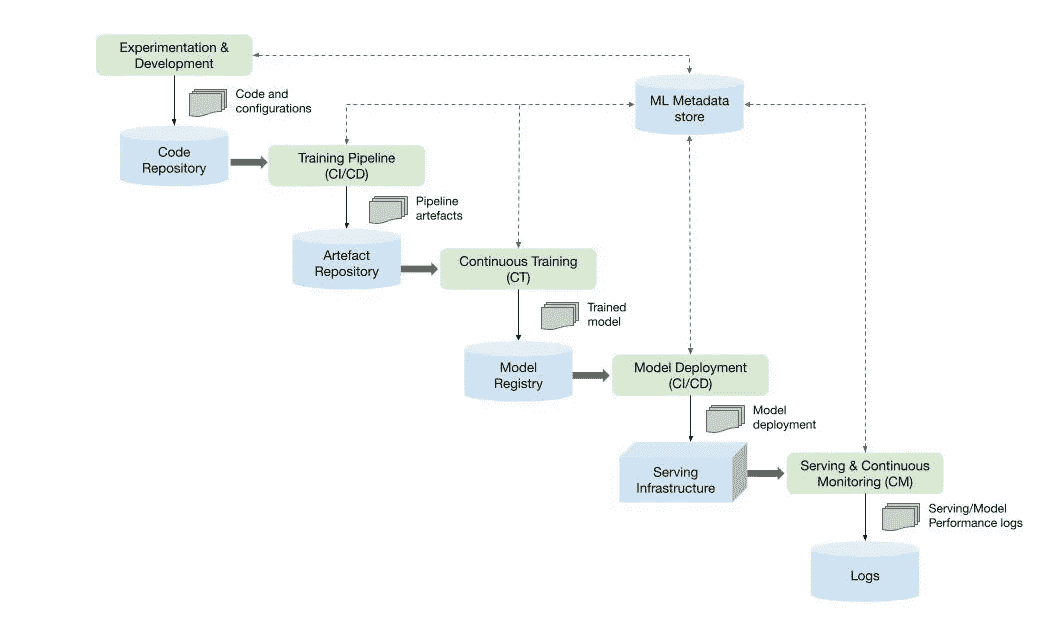 Experimentation &
Development
Code and
configurations
ML Metadata
store
Code
Repository
Training Pipeline
(CI/CD)
Pipeline
artefacts
Artefact
Repository
Continuous Training
(CT)
Trained
model
Model
Registry
Model Deployment
(CI/CD)
Model
deployment
Serving
Infrastructure
Serving & Continuous
Monitoring (CM)
Serving/Model
Performance logs
Logs